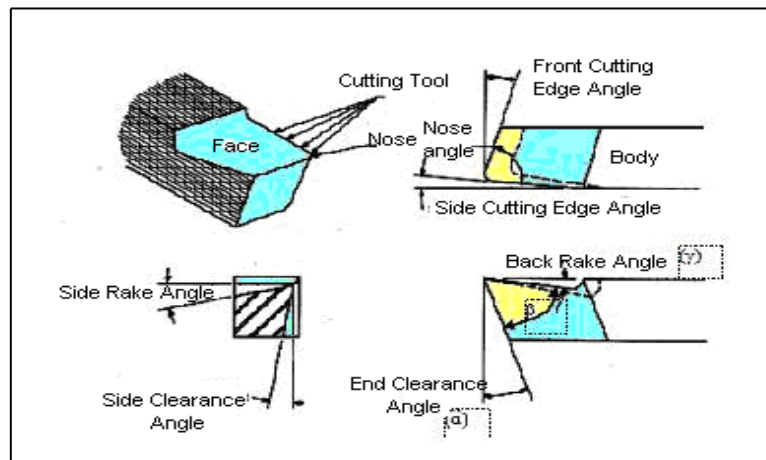 Cutting Tool
Face
Nose
Front Cutting
Edge Angle
Nose
angle
Body
Side Cutting Edge Angle
Side Rake Angle
Side Clearance
Angle
Back Rake Angle
(γ)
β
End Clearance
Angle
(α)